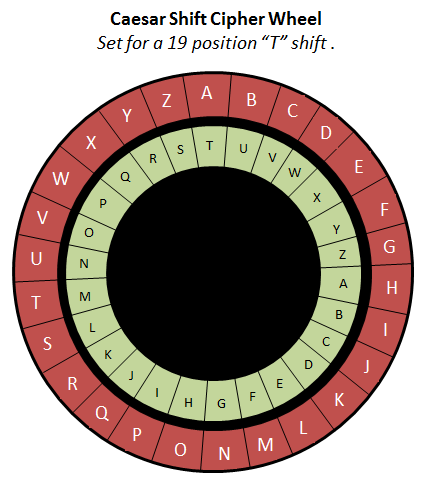 Caesar Shift Cipher Wheel
Set for a 19 position “T” shift .
A B C D E F G H I J K L M N O P Q R S T U V W X Y Z
T U V W X Y Z A B C D E F G H I J K L M N O P Q R S